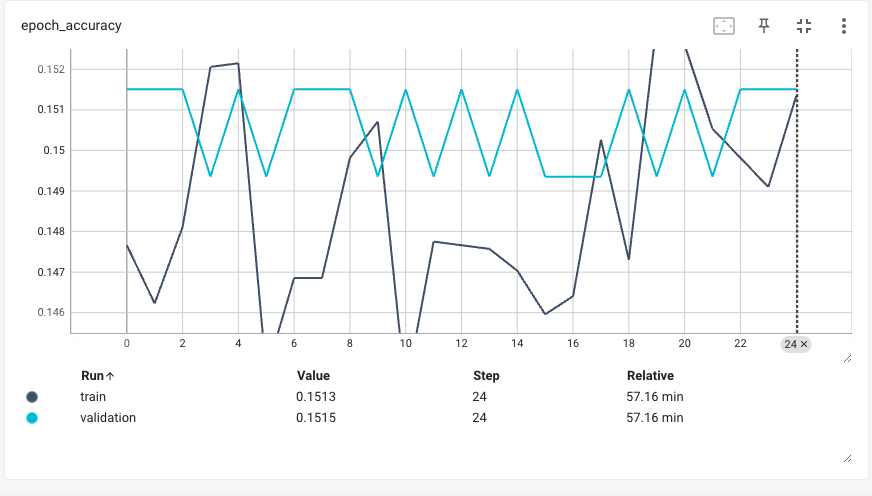 epoch_accuracy
0.152
0.151
0.15
0.149
0.148
0.147
0.146
0 2 4 6 8 10 12 14 16 18 20 22 24 ×
Run↑ Value Step Relative
train 0.1513 24 57.16 min
validation 0.1515 24 57.16 min